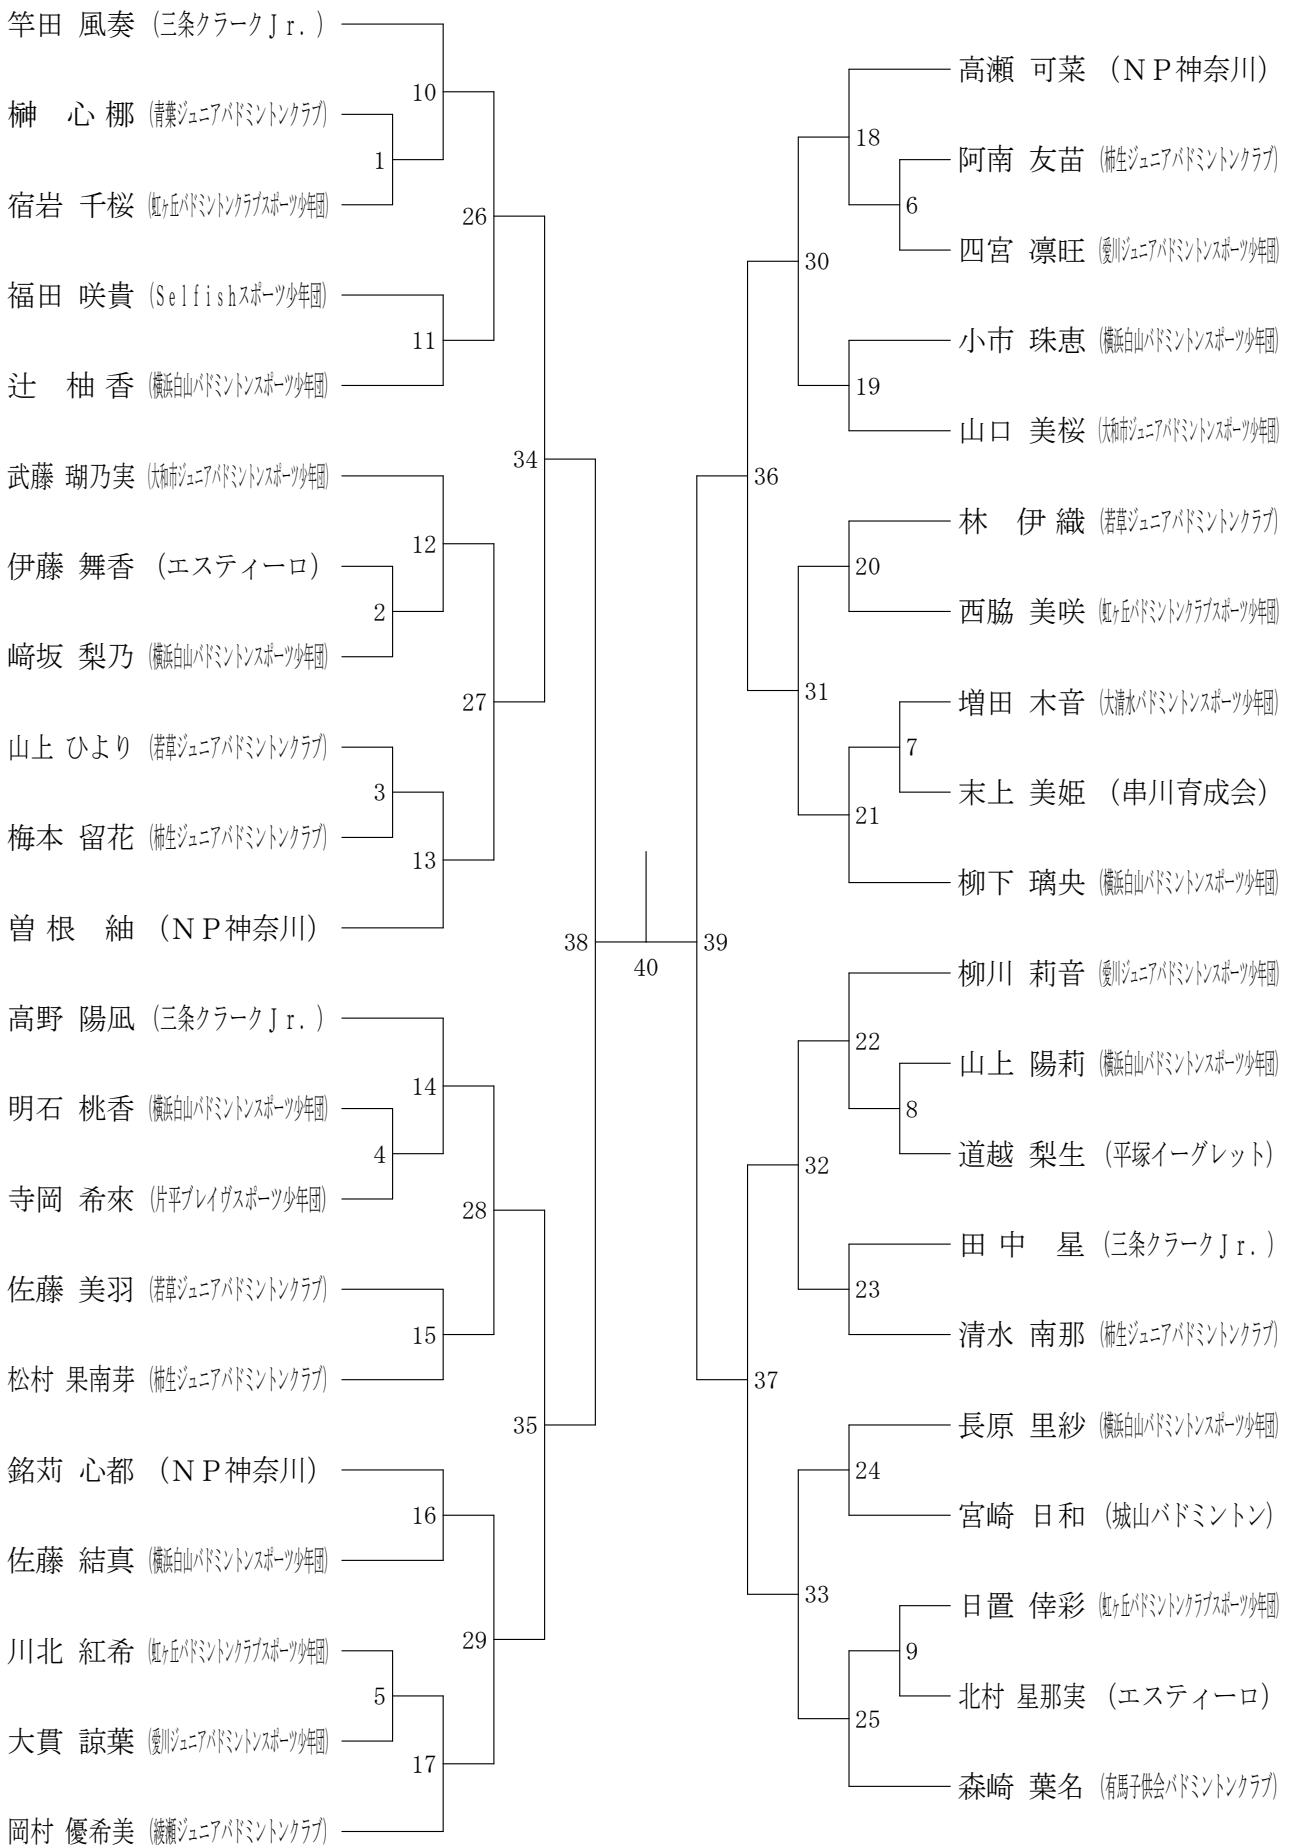 竿田 風奏 (三条クラークJr.)
榊 心梛 (青葉ジュニアバドミントンクラブ)
宿岩 千桜 (虹ヶ丘バドミントンクラブスポーツ少年団)
福田 咲貴 (Selfishスポーツ少年団)
辻 柚香 (横浜白山バドミントンスポーツ少年団)
武藤 瑚乃実 (大和市ジュニアバドミントンスポーツ少年団)
伊藤 舞香 (エスティーロ)
﨑坂 梨乃 (横浜白山バドミントンスポーツ少年団)
山上 ひより (若草ジュニアバドミントンクラブ)
梅本 留花 (柿生ジュニアバドミントンクラブ)
曽根 紬 (NP神奈川)
高野 陽凪 (三条クラークJr.)
明石 桃香 (横浜白山バドミントンスポーツ少年団)
寺岡 希來 (片平ブレイヴスポーツ少年団)
佐藤 美羽 (若草ジュニアバドミントンクラブ)
松村 果南芽 (柿生ジュニアバドミントンクラブ)
銘苅 心都 (NP神奈川)
佐藤 結真 (横浜白山バドミントンスポーツ少年団)
川北 紅希 (虹ヶ丘バドミントンクラブスポーツ少年団)
大貫 諒葉 (愛川ジュニアバドミントンスポーツ少年団)
岡村 優希美 (綾瀬ジュニアバドミントンクラブ)
1
2
3
4
5
10
11
12
13
14
15
16
17
26
27
28
29
34
35
38
40
39
36
37
30
31
32
33
18
19
20
21
22
23
24
25
6
7
8
9
高瀬 可菜 (NP神奈川)
阿南 友苗 (柿生ジュニアバドミントンクラブ)
四宮 凛旺 (愛川ジュニアバドミントンスポーツ少年団)
小市 珠恵 (横浜白山バドミントンスポーツ少年団)
山口 美桜 (大和市ジュニアバドミントンスポーツ少年団)
林 伊織 (若草ジュニアバドミントンクラブ)
西脇 美咲 (虹ヶ丘バドミントンクラブスポーツ少年団)
増田 木音 (大清水バドミントンスポーツ少年団)
末上 美姫 (串川育成会)
柳下 璃央 (横浜白山バドミントンスポーツ少年団)
柳川 莉音 (愛川ジュニアバドミントンスポーツ少年団)
山上 陽莉 (横浜白山バドミントンスポーツ少年団)
道越 梨生 (平塚イーグレット)
田中 星 (三条クラークJr.)
清水 南那 (柿生ジュニアバドミントンクラブ)
長原 里紗 (横浜白山バドミントンスポーツ少年団)
宮崎 日和 (城山バドミントン)
日置 倖彩 (虹ヶ丘バドミントンクラブスポーツ少年団)
北村 星那実 (エスティーロ)
森崎 葉名 (有馬子供会バドミントンクラブ)